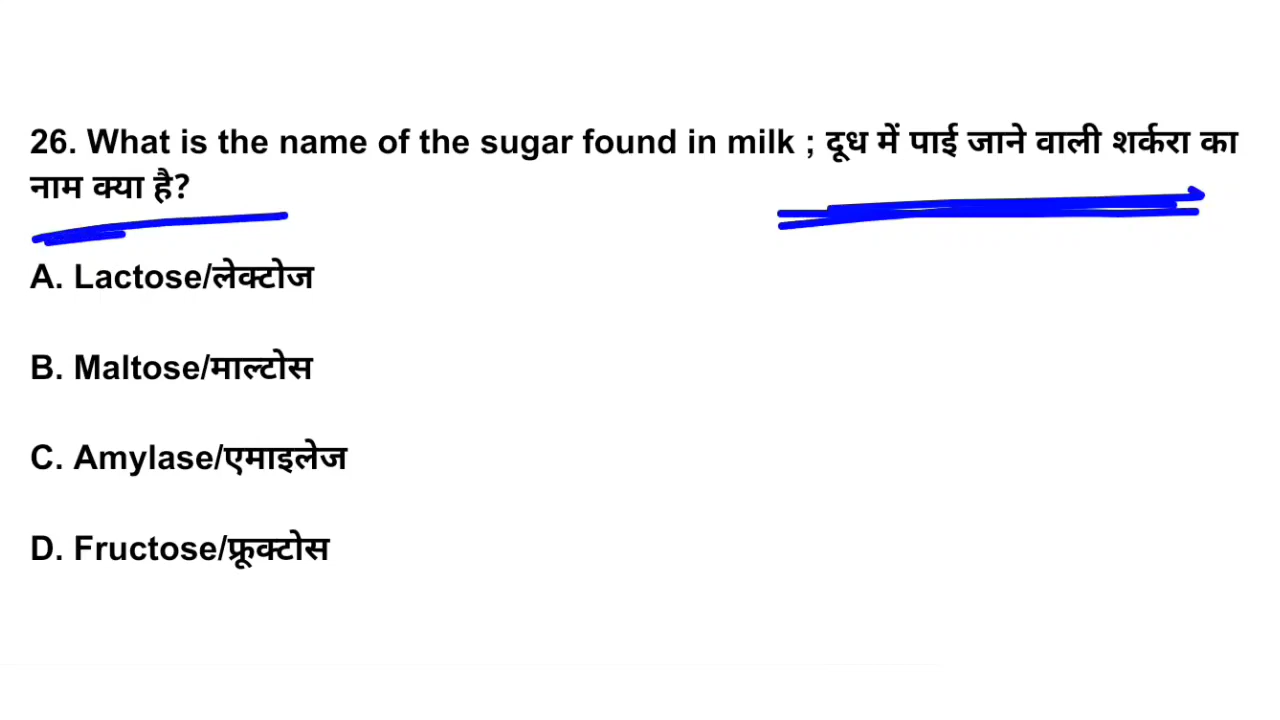 26. What is the name of the sugar found in milk ; दूध में पाई जाने वाली शर्करा का
नाम क्या है?
A. Lactose/लेक्टोज
B. Maltose/माल्टोस
C. Amylase/एमाइलेज
D. Fructose/फ्रूक्टोस